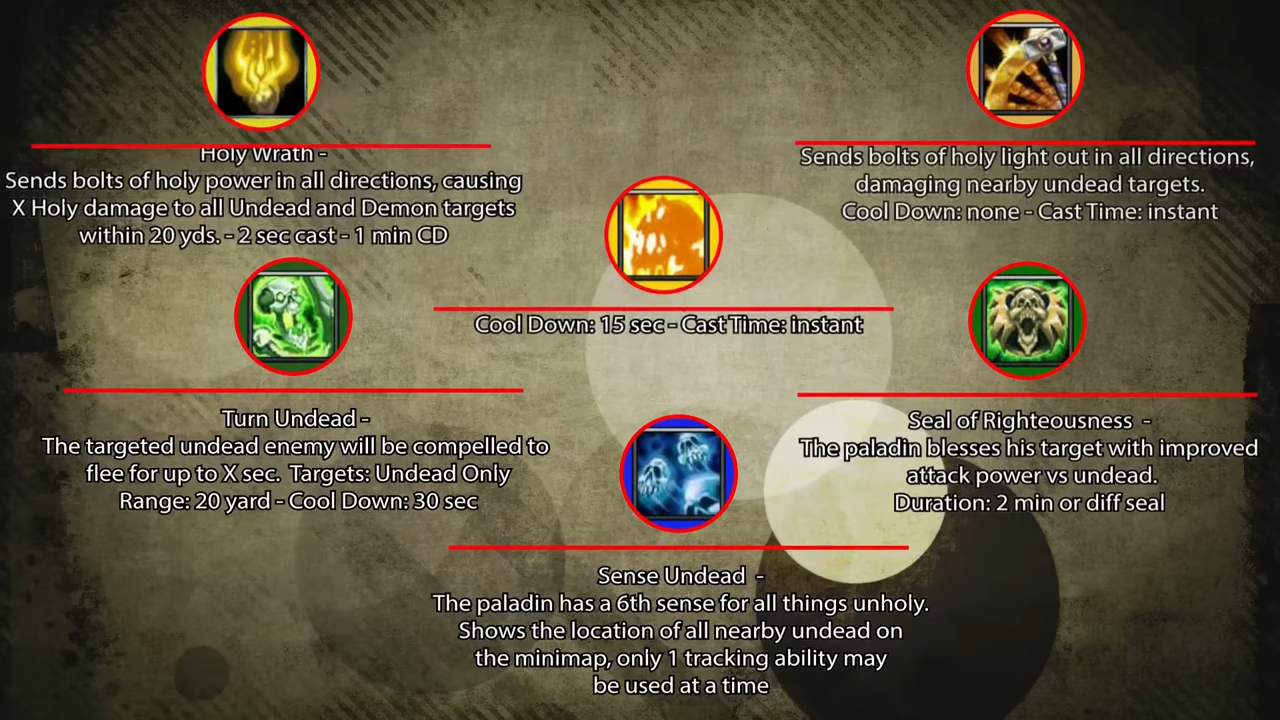 Holy Wrath -
Sends bolts of holy power in all directions, causing
X Holy damage to all Undead and Demon targets
within 20 yds. - 2 sec cast - 1 min CD
Sends bolts of holy light out in all directions,
damaging nearby undead targets.
Cool Down: none - Cast Time: instant
Cool Down: 15 sec - Cast Time: instant
Turn Undead -
The targeted undead enemy will be compelled to
flee for up to X sec. Targets: Undead Only
Range: 20 yard - Cool Down: 30 sec
Seal of Righteousness -
The paladin blesses his target with improved
attack power vs undead.
Duration: 2 min or diff seal
Sense Undead -
The paladin has a 6th sense for all things unholy.
Shows the location of all nearby undead on
the minimap, only 1 tracking ability may
be used at a time